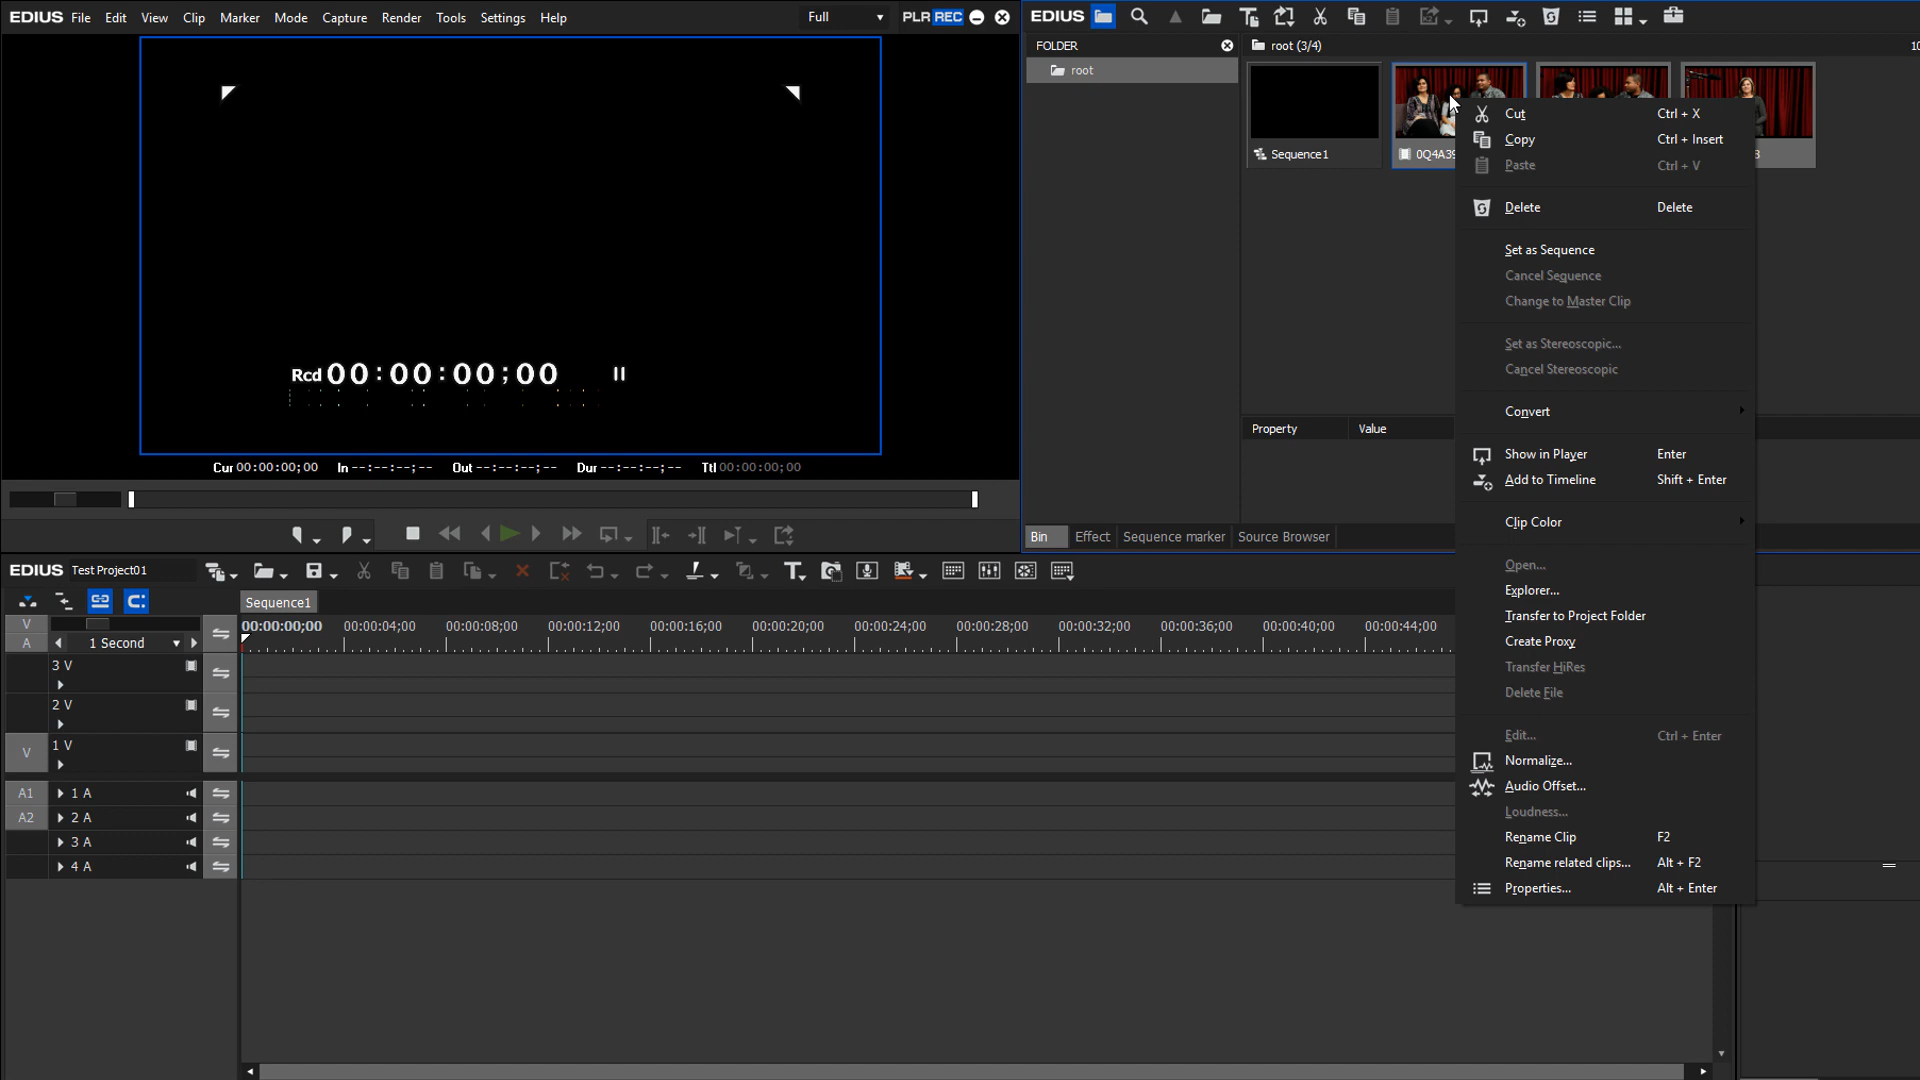 EDIUS File Edit View Clip Marker Mode Capture Render Tools Settings Help Full PLR REC
Rcd 00:00:00;00 II
Cur 00:00:00;00 In --:--:--;-- Out --:--:--;-- Dur --:--:--;-- Ttl 00:00:00;00
EDIUS
FOLDER
root
root (3/4)
10
Sequence1
0Q4A39
8
Property Value
Bin Effect Sequence marker Source Browser
Cut Ctrl + X
Copy Ctrl + Insert
Paste Ctrl + V
Delete Delete
Set as Sequence
Cancel Sequence
Change to Master Clip
Set as Stereoscopic...
Cancel Stereoscopic
Convert
Show in Player Enter
Add to Timeline Shift + Enter
Clip Color
Open...
Explorer...
Transfer to Project Folder
Create Proxy
Transfer HiRes
Delete File
Edit... Ctrl + Enter
Normalize...
Audio Offset...
Loudness...
Rename Clip F2
Rename related clips... Alt + F2
Properties... Alt + Enter
EDIUS Test Project01
Sequence1
V
A
1 Second
00:00:00;00 00:00:04;00 00:00:08;00 00:00:12;00 00:00:16;00 00:00:20;00 00:00:24;00 00:00:28;00 00:00:32;00 00:00:36;00 00:00:40;00 00:00:44;00
3 V
2 V
V 1 V
A1 1 A
A2 2 A
3 A
4 A